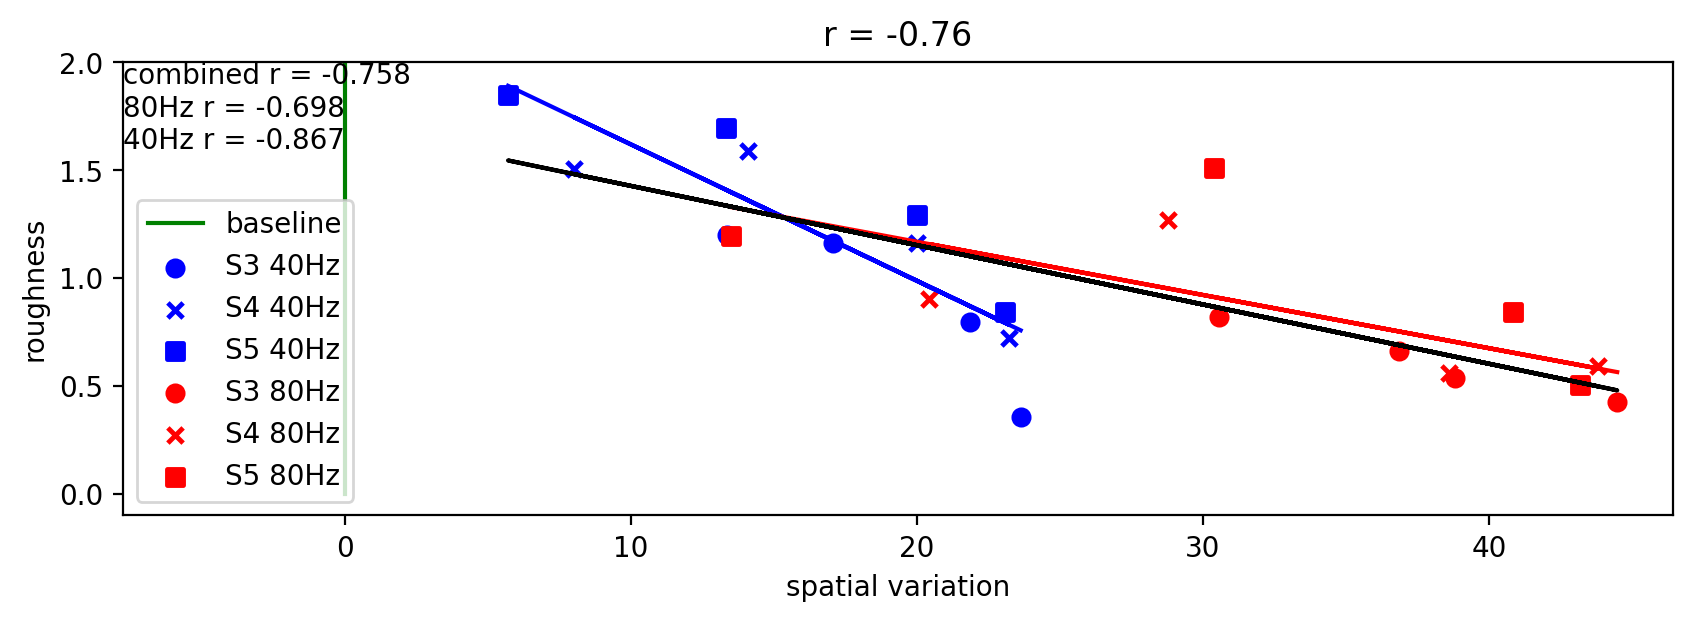 r = -0.76
combined r = -0.758
80Hz r = -0.698
40Hz r = -0.867
baseline
S3 40Hz
S4 40Hz
S5 40Hz
S3 80Hz
S4 80Hz
S5 80Hz
roughness
2.0
1.5
1.0
0.5
0.0
0 10 20 30 40
spatial variation